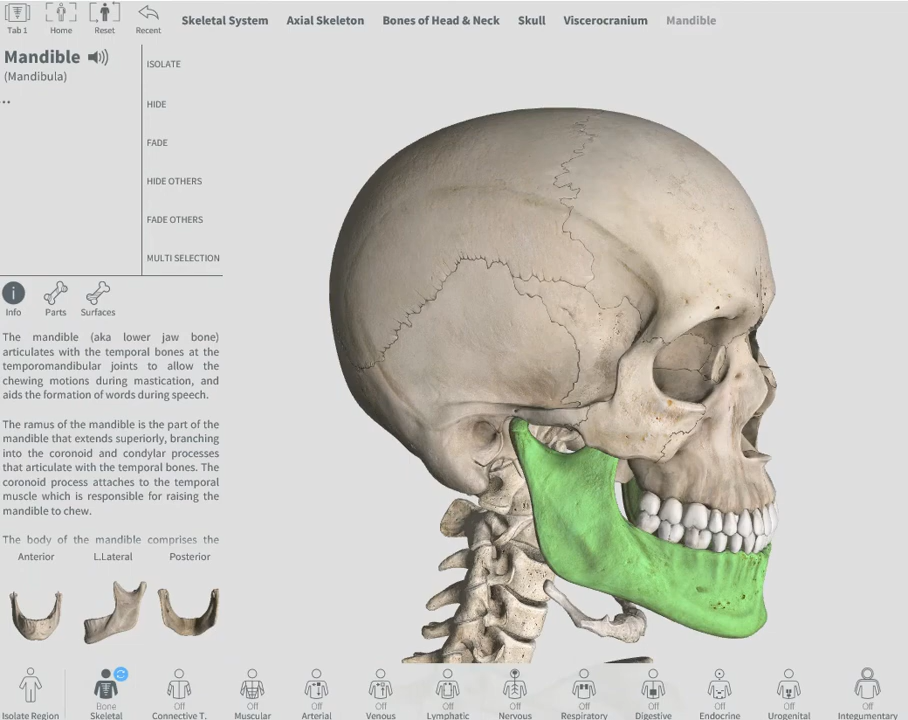 Skeletal System Axial Skeleton Bones of Head & Neck Skull Viscerocranium Mandible
Tab 1 Home Reset Recent
Mandible
(Mandibula)
ISOLATE
HIDE
FADE
HIDE OTHERS
FADE OTHERS
MULTI SELECTION
i
Info Parts Surfaces
The mandible (aka lower jaw bone)
articulates with the temporal bones at the
temporomandibular joints to allow the
chewing motions during mastication, and
aids the formation of words during speech.
The ramus of the mandible is the part of the
mandible that extends superiorly, branching
into the coronoid and condylar processes
that articulate with the temporal bones. The
coronoid process attaches to the temporal
muscle which is responsible for raising the
mandible to chew.
The body of the mandible comprises the
Anterior L.Lateral Posterior
Bone Off Off Off Off Off Off Off Off Off Off Off
Isolate Region Skeletal Connective T. Muscular Arterial Venous Lymphatic Nervous Respiratory Digestive Endocrine Urogenital Integumentary